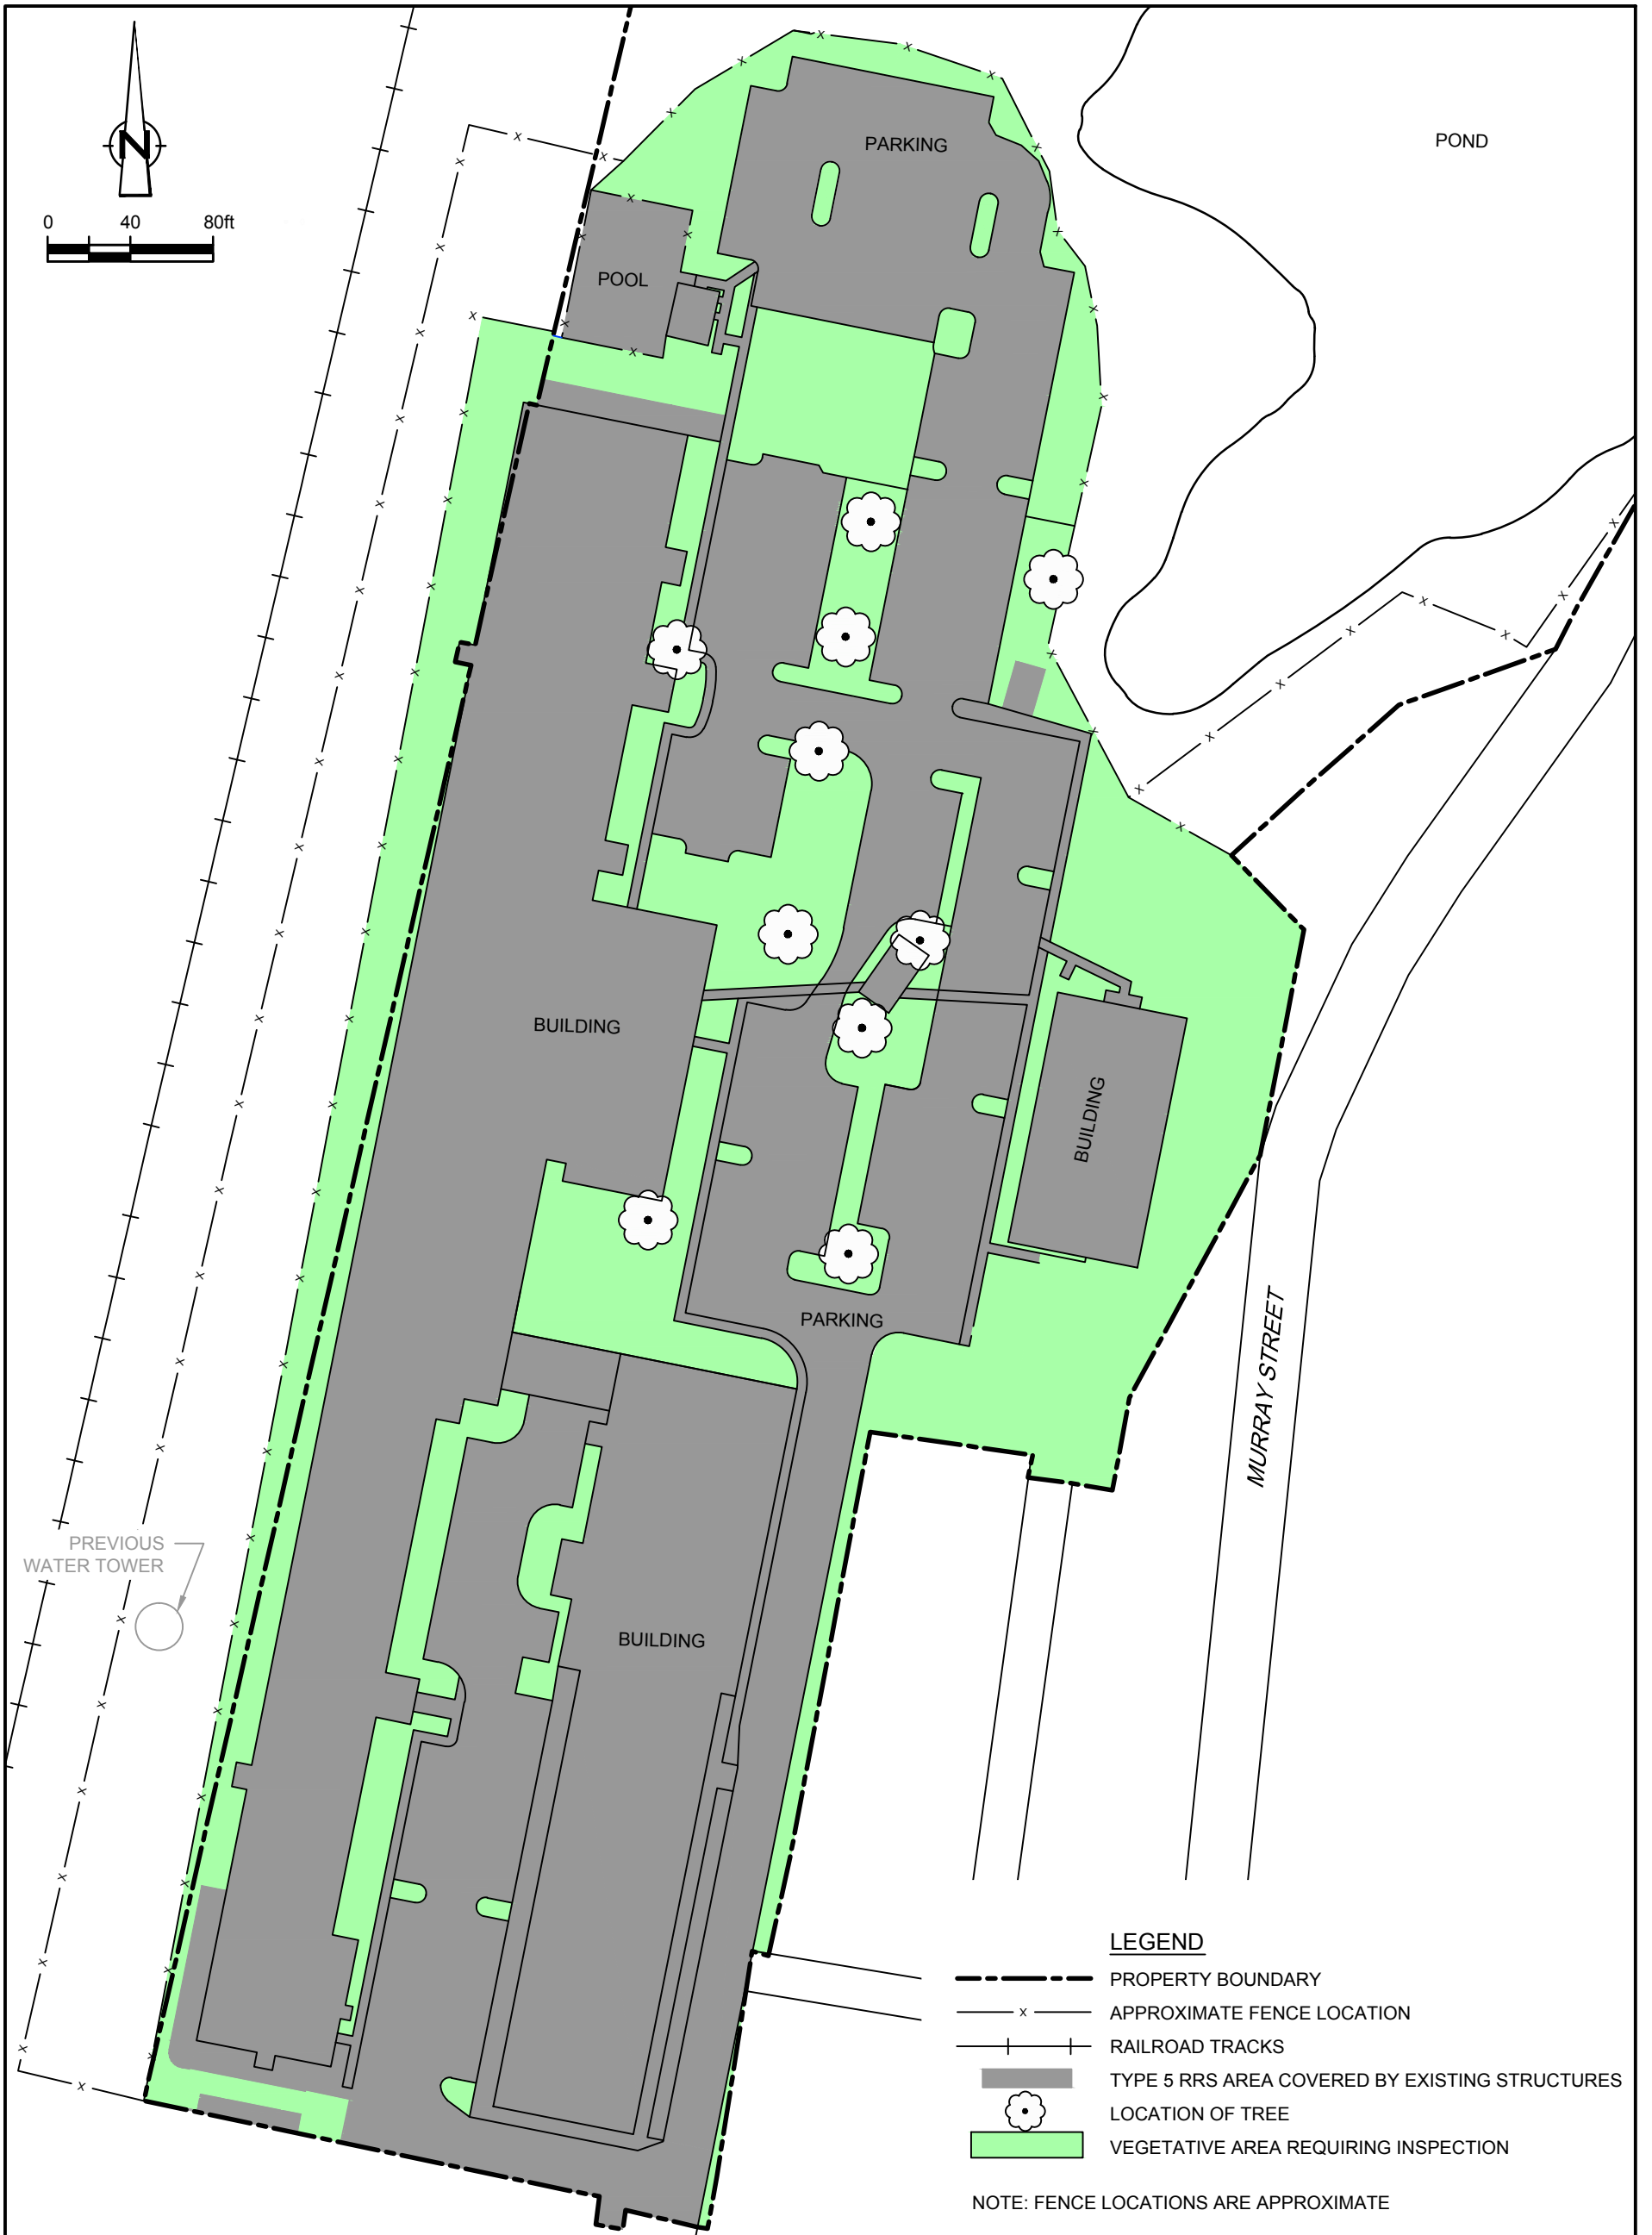 PARKING
POND
N
0 40 80ft
POOL
BUILDING
BUILDING
PARKING
MURRAY STREET
PREVIOUS
WATER TOWER
BUILDING
LEGEND
PROPERTY BOUNDARY
x APPROXIMATE FENCE LOCATION
RAILROAD TRACKS
TYPE 5 RRS AREA COVERED BY EXISTING STRUCTURES
LOCATION OF TREE
VEGETATIVE AREA REQUIRING INSPECTION
NOTE: FENCE LOCATIONS ARE APPROXIMATE